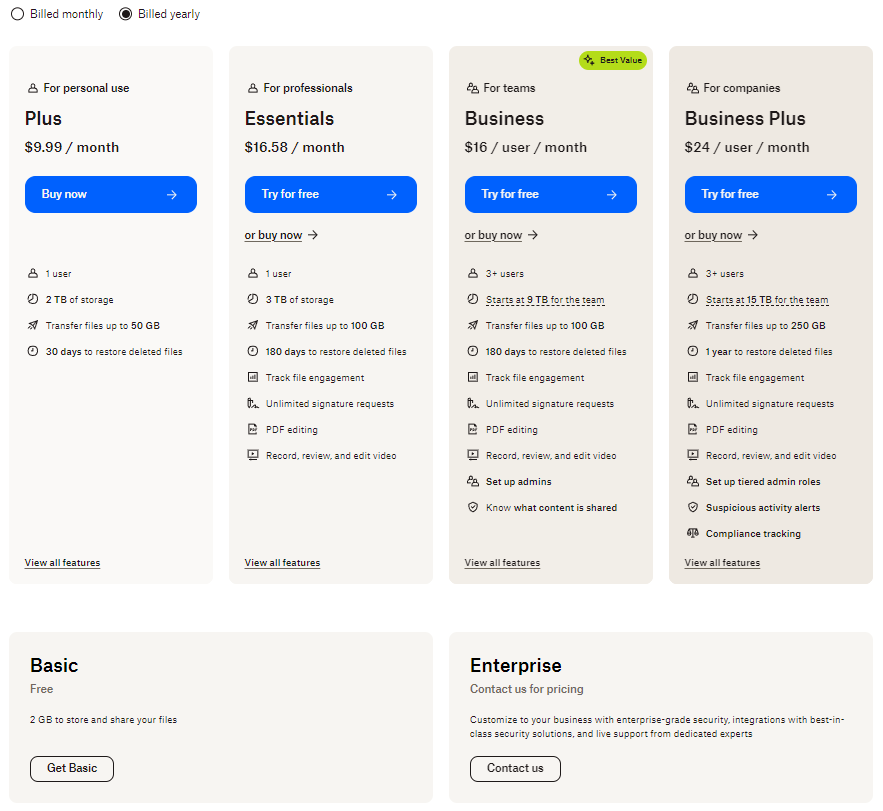 Billed monthly
Billed yearly
For personal use
Plus
$9.99 / month
Buy now →
1 user
2 TB of storage
Transfer files up to 50 GB
30 days to restore deleted files
View all features
For professionals
Essentials
$16.58 / month
Try for free →
or buy now →
1 user
3 TB of storage
Transfer files up to 100 GB
180 days to restore deleted files
Track file engagement
Unlimited signature requests
PDF editing
Record, review, and edit video
View all features
Best Value
For teams
Business
$16 / user / month
Try for free →
or buy now →
3+ users
Starts at 9 TB for the team
Transfer files up to 100 GB
180 days to restore deleted files
Track file engagement
Unlimited signature requests
PDF editing
Record, review, and edit video
Set up admins
Know what content is shared
View all features
For companies
Business Plus
$24 / user / month
Try for free →
or buy now →
3+ users
Starts at 15 TB for the team
Transfer files up to 250 GB
1 year to restore deleted files
Track file engagement
Unlimited signature requests
PDF editing
Record, review, and edit video
Set up tiered admin roles
Suspicious activity alerts
Compliance tracking
View all features
Basic
Free
2 GB to store and share your files
Get Basic
Enterprise
Contact us for pricing
Customize to your business with enterprise-grade security, integrations with best-in-
class security solutions, and live support from dedicated experts
Contact us